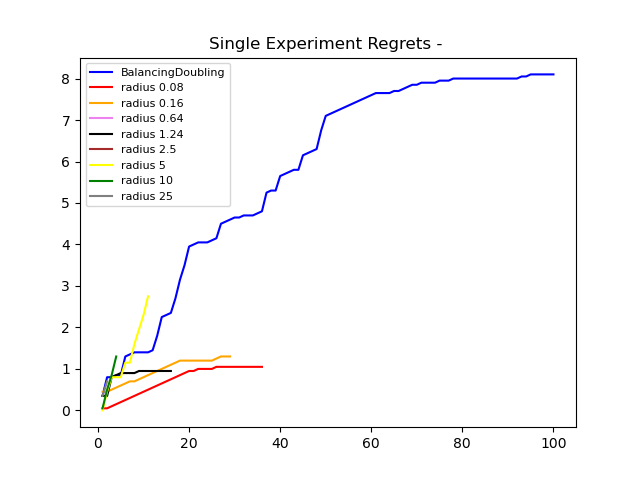 Single Experiment Regrets -
BalancingDoubling
radius 0.08
radius 0.16
radius 0.64
radius 1.24
radius 2.5
radius 5
radius 10
radius 25
8
7
6
5
4
3
2
1
0
0 20 40 60 80 100